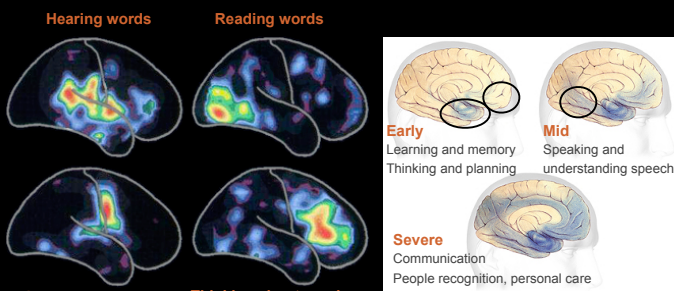 Hearing words
Reading words
Early
Learning and memory
Thinking and planning
Mid
Speaking and
understanding speech
Severe
Communication
People recognition, personal care